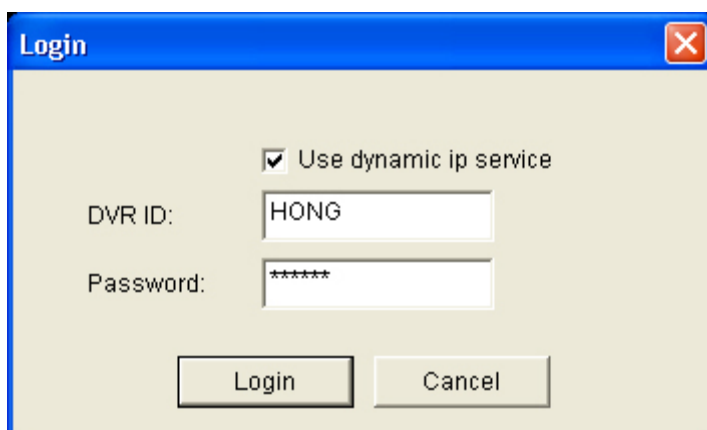 Login
Use dynamic ip service
DVR ID: HONG
Password: ******
Login Cancel